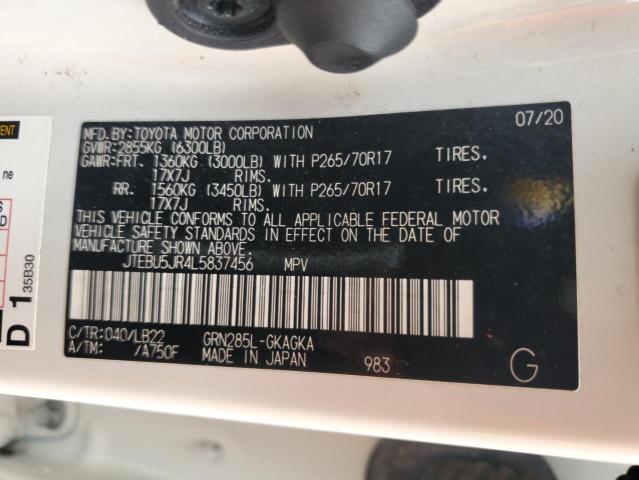 MFD.BY:TOYOTA MOTOR CORPORATION 07/20
GVWR:2855KG (6300LB)
GAWR:FRT. 1360KG (3000LB) WITH P265/70R17 TIRES.
17X7J RIMS.
RR. 1560KG (3450LB) WITH P265/70R17 TIRES.
17X7J RIMS.
THIS VEHICLE CONFORMS TO ALL APPLICABLE FEDERAL MOTOR
VEHICLE SAFETY STANDARDS IN EFFECT ON THE DATE OF
MANUFACTURE SHOWN ABOVE.
JTEBU5JR4L5837456 MPV
C/TR:040/LB22 GRN285L-GKAGKA
A/TM: /A750F MADE IN JAPAN 983 G
ne
D 1 35B30